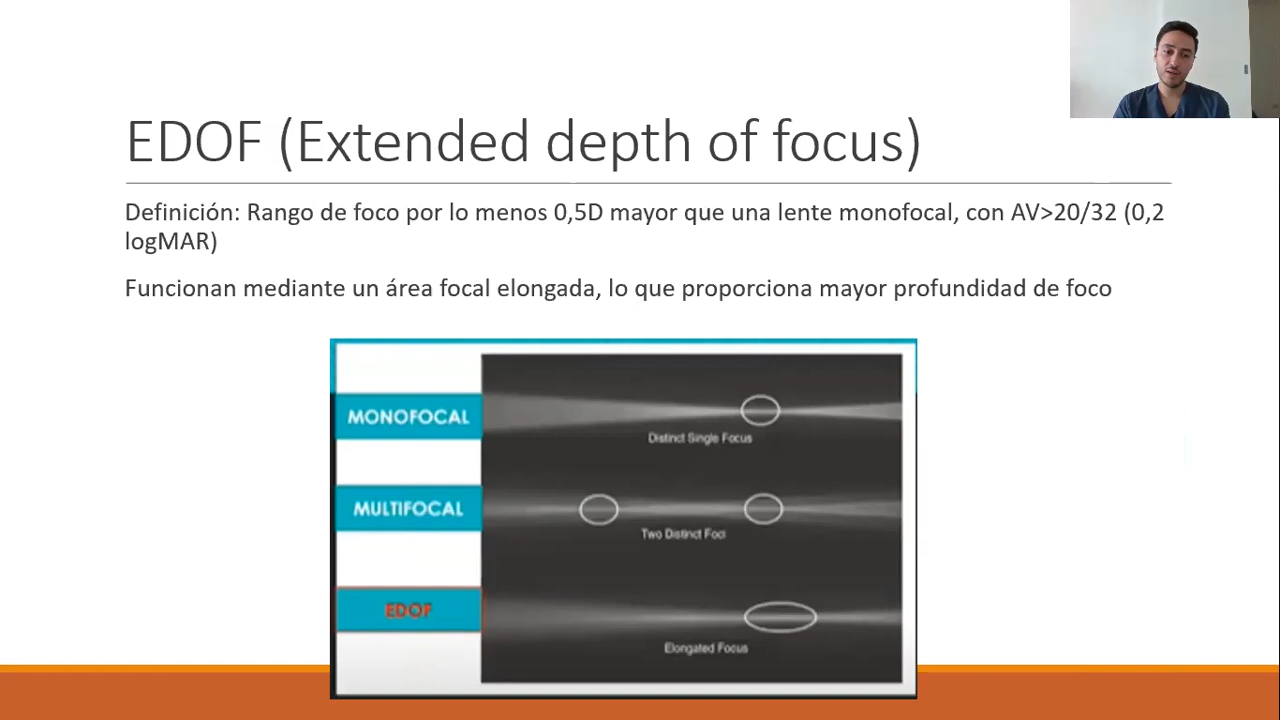 EDOF (Extended depth of focus)
Definición: Rango de foco por lo menos 0,5D mayor que una lente monofocal, con AV>20/32 (0,2
logMAR)
Funcionan mediante un área focal elongada, lo que proporciona mayor profundidad de foco
MONOFOCAL
Distinct Single Focus
MULTIFOCAL
Two Distinct Foci
EDOF
Elongated Focus